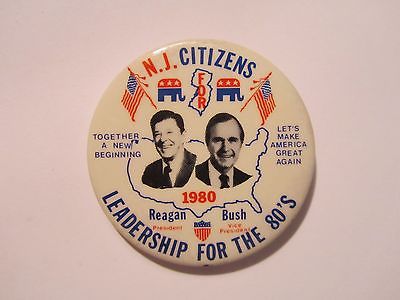 N.J. CITIZENS
FOR
TOGETHER
A NEW
BEGINNING
LET'S
MAKE
AMERICA
GREAT
AGAIN
1980
Reagan
President
Bush
Vice
President
LEADERSHIP FOR THE 80'S